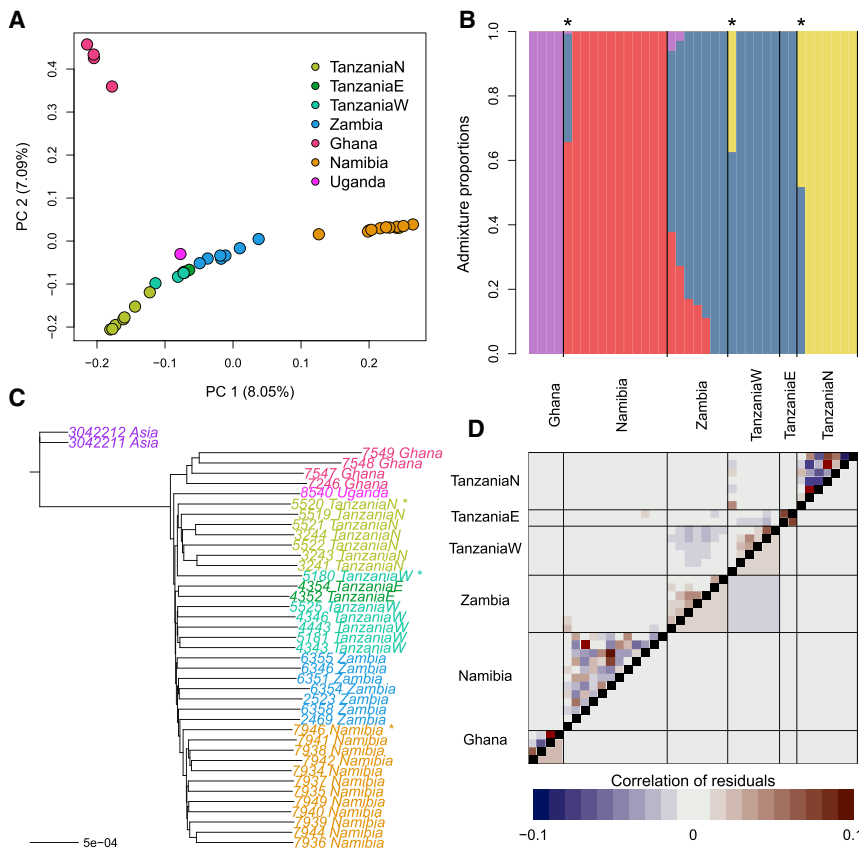 A
PC 2 (7.09%)
0.4
0.3
0.2
0.1
0.0
−0.1
−0.2
TanzaniaN
TanzaniaE
TanzaniaW
Zambia
Ghana
Namibia
Uganda
−0.2
−0.1
0.0
0.1
0.2
PC 1 (8.05%)
B
* * *
Admixture proportions
1.0
0.8
0.6
0.4
0.2
0.0
Ghana
Namibia
Zambia
TanzaniaW
TanzaniaE
TanzaniaN
C
3042212 Asia
3042211 Asia
7549 Ghana
7548 Ghana
7547 Ghana
7246 Ghana
8540 Uganda
5520 TanzaniaN *
5519 TanzaniaN
5521 TanzaniaN
3244 TanzaniaN
5522 TanzaniaN
3243 TanzaniaN
3241 TanzaniaN
5180 TanzaniaW *
4354 TanzaniaE
4352 TanzaniaE
5525 TanzaniaW
4346 TanzaniaW
4443 TanzaniaW
5181 TanzaniaW
4343 TanzaniaW
6355 Zambia
6346 Zambia
6351 Zambia
6354 Zambia
2523 Zambia
6358 Zambia
2469 Zambia
7946 Namibia *
7941 Namibia
7938 Namibia
7942 Namibia
7934 Namibia
7937 Namibia
7935 Namibia
7949 Namibia
7940 Namibia
7939 Namibia
7944 Namibia
7936 Namibia
5e−04
D
TanzaniaN
TanzaniaE
TanzaniaW
Zambia
Namibia
Ghana
Correlation of residuals
−0.1
0
0.1